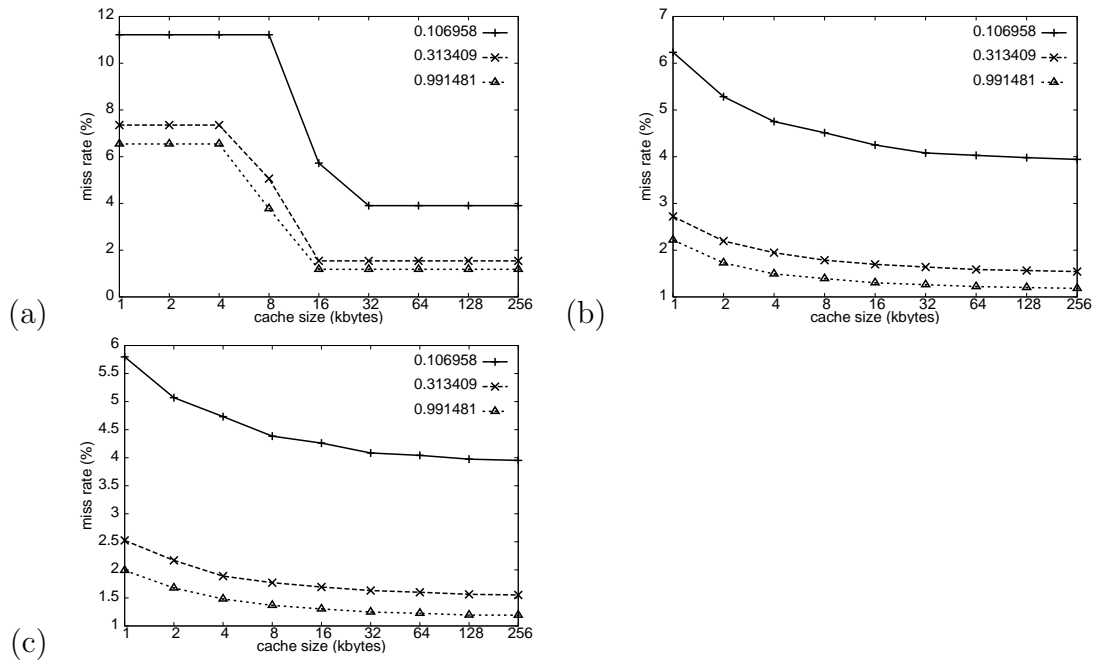 12
10
8
6
4
2
0
miss rate (%)
0.106958
0.313409
0.991481
1 2 4 8 16 32 64 128 256
cache size (kbytes)
(a)
7
6
5
4
3
2
1
miss rate (%)
0.106958
0.313409
0.991481
1 2 4 8 16 32 64 128 256
cache size (kbytes)
(b)
6
5.5
5
4.5
4
3.5
3
2.5
2
1.5
1
miss rate (%)
0.106958
0.313409
0.991481
1 2 4 8 16 32 64 128 256
cache size (kbytes)
(c)